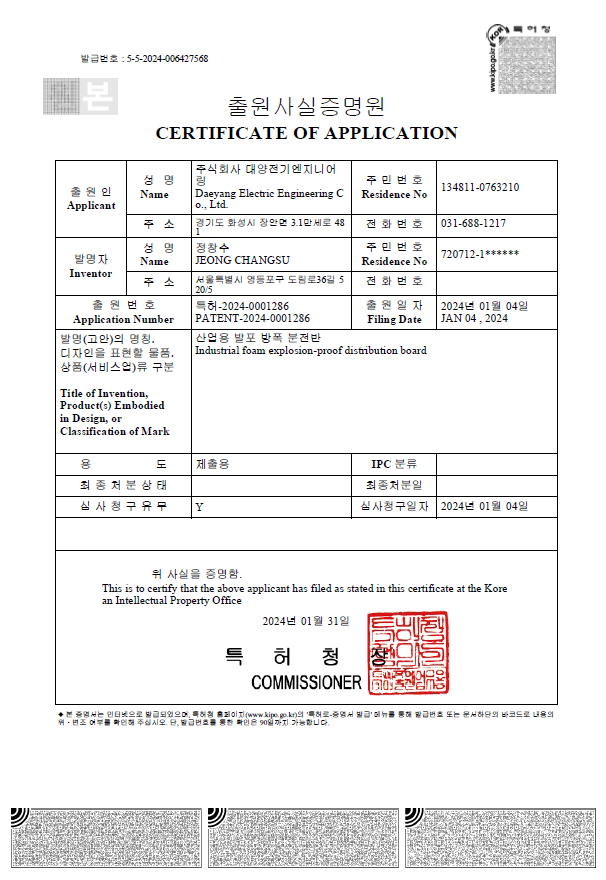 특허청
www.kipo.go.kr
발급번호 : 5-5-2024-006427568
본
출원사실증명원
CERTIFICATE OF APPLICATION
출 원 인
Applicant
성 명
Name
주식회사 대양전기엔지니어
링
Daeyang Electric Engineering C
o., Ltd.
주 민 번 호
Residence No
134811-0763210
주 소
경기도 화성시 장안면 3.1만세로 48
1
전 화 번 호
031-688-1217
발명자
Inventor
성 명
Name
정창수
JEONG CHANGSU
주 민 번 호
Residence No
720712-1******
주 소
서울특별시 영등포구 도림로36길 5
20/5
전 화 번 호
출 원 번 호
Application Number
특허-2024-0001286
PATENT-2024-0001286
출 원 일 자
Filing Date
2024년 01월 04일
JAN 04 , 2024
발명(고안)의 명칭,
디자인을 표현할 물품,
상품(서비스업)류 구분
Title of Invention,
Product(s) Embodied
in Design, or
Classification of Mark
산업용 발포 방폭 분전반
Industrial foam explosion-proof distribution board
용 도
제출용
IPC 분류
최 종 처 분 상 태
최종처분일
심 사 청 구 유 무
Y
심사청구일자
2024년 01월 04일
위 사실을 증명함.
This is to certify that the above applicant has filed as stated in this certificate at the Kore
an Intellectual Property Office
2024년 01월 31일
특 허 청 장
COMMISSIONER
◆ 본 증명서는 인터넷으로 발급되었으며, 특허청 홈페이지(www.kipo.go.kr)의 '특허로-증명서 발급' 메뉴를 통해 발급번호 또는 문서하단의 바코드로 내용의
위・변조 여부를 확인해 주십시오. 단, 발급번호를 통한 확인은 90일까지 가능합니다.